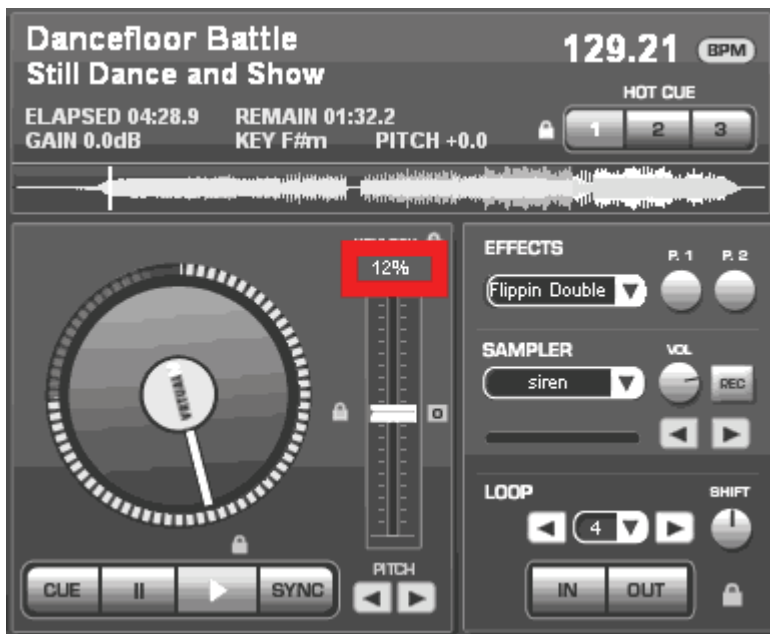 Dancefloor Battle
129.21 BPM
Still Dance and Show
HOT CUE
ELAPSED 04:28.9 REMAIN 01:32.2
GAIN 0.0dB KEY F#m PITCH +0.0
1 2 3
12%
VIRTUAL
CUE
SYNC
PITCH
EFFECTS P. 1 P. 2
Flippin Double
SAMPLER VOL
siren REC
LOOP SHIFT
4
IN OUT